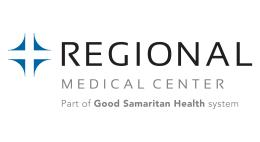 REGIONAL
MEDICAL CENTER
Part of Good Samaritan Health system